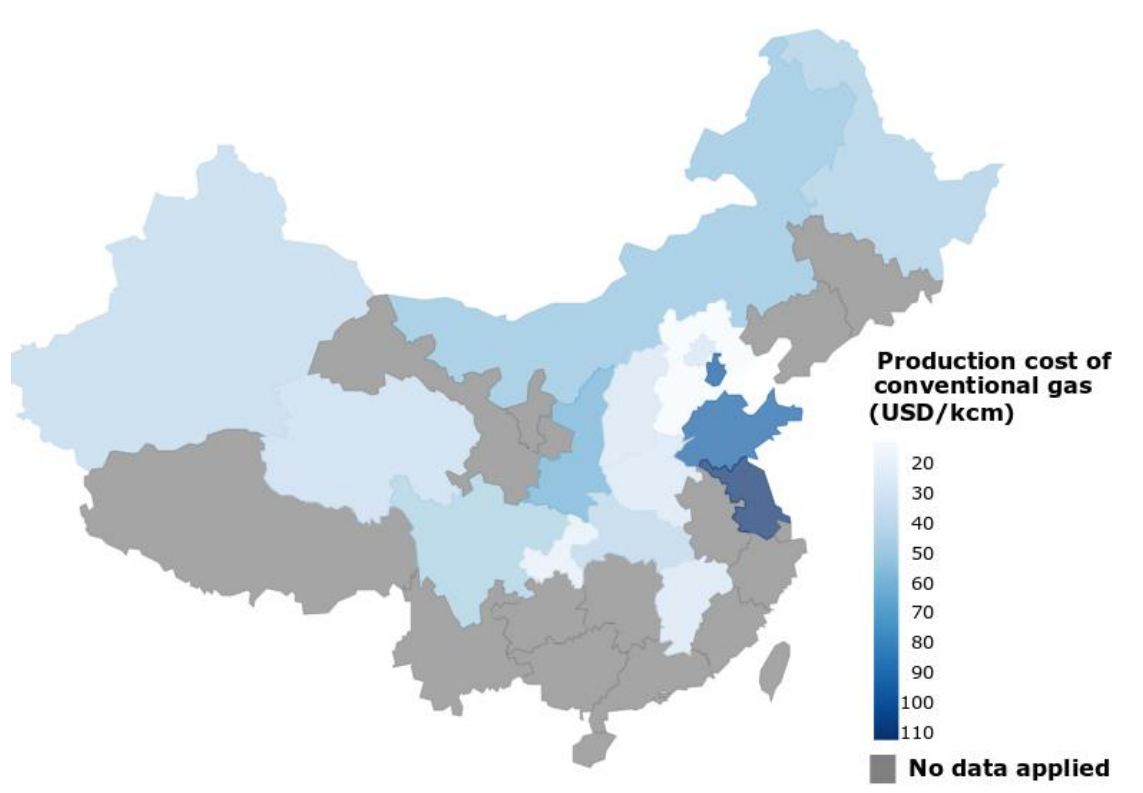 Production cost of
conventional gas
(USD/kcm)
20
30
40
50
60
70
80
90
100
110
No data applied